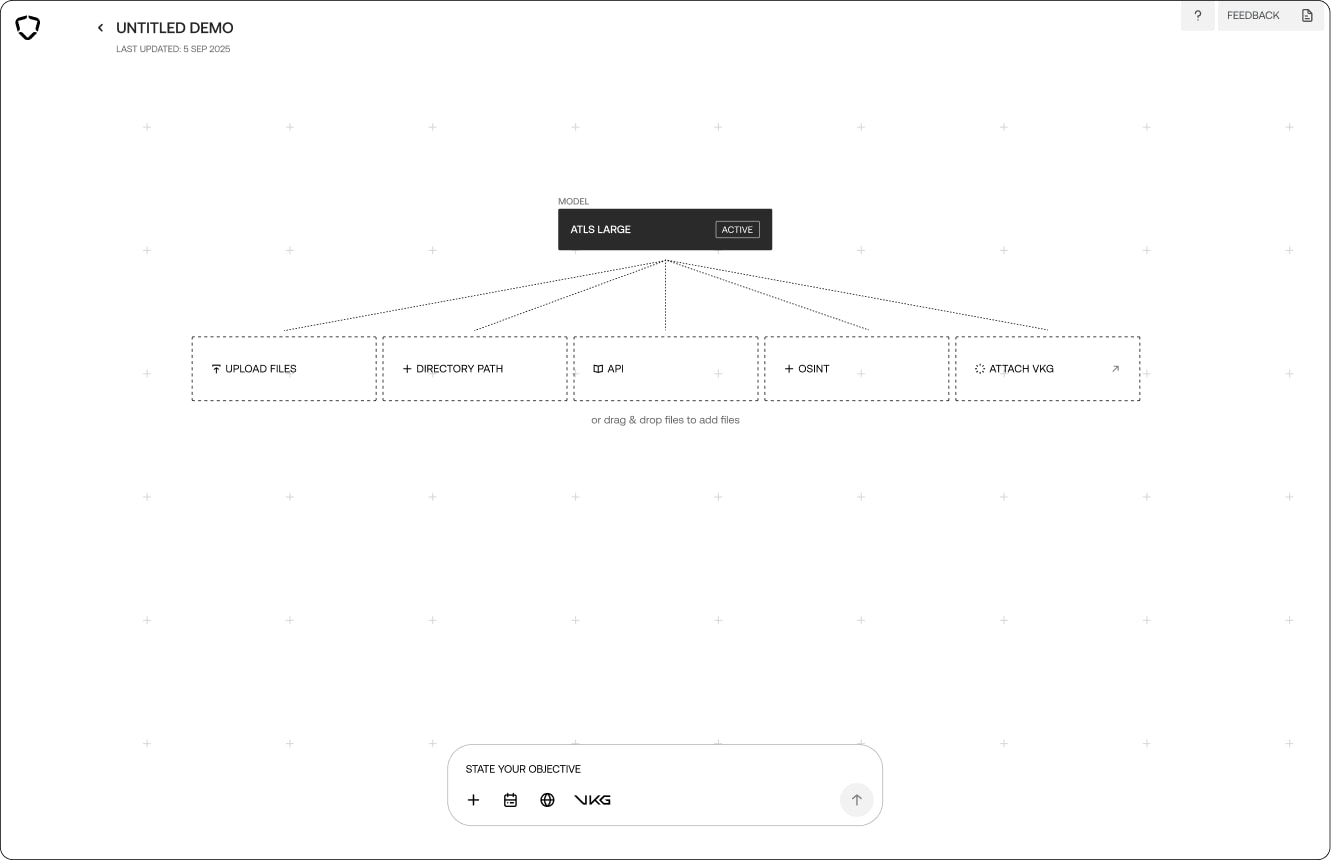 UNTITLED DEMO
LAST UPDATED: 5 SEP 2025
?
FEEDBACK
MODEL
ATLS LARGE
ACTIVE
UPLOAD FILES
DIRECTORY PATH
API
OSINT
ATTACH VKG
or drag & drop files to add files
STATE YOUR OBJECTIVE
VKG